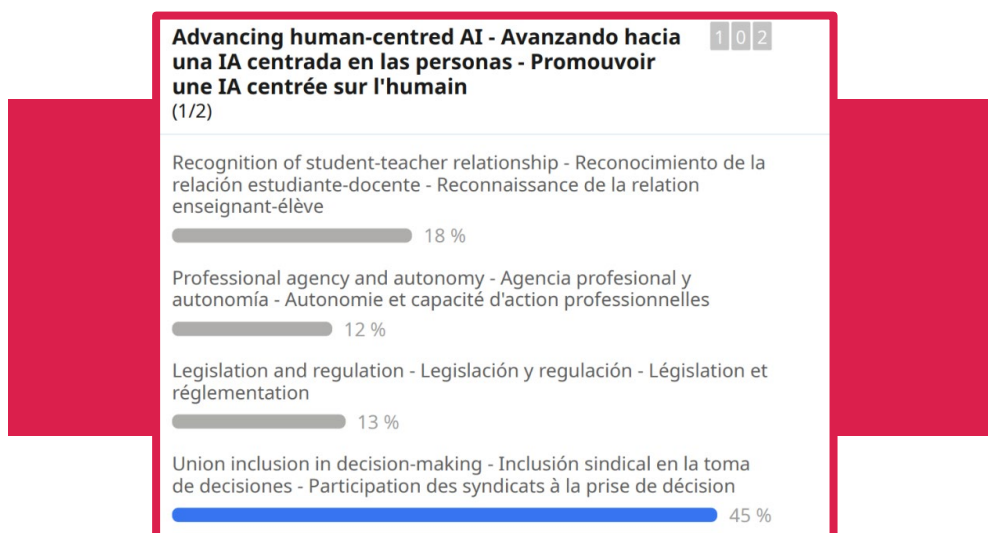 Advancing human-centred AI - Avanzando hacia
una IA centrada en las personas - Promouvoir
une IA centrée sur l'humain
(1/2)
102
Recognition of student-teacher relationship - Reconocimiento de la
relación estudiante-docente - Reconnaissance de la relation
enseignant-élève
18 %
Professional agency and autonomy - Agencia profesional y
autonomía - Autonomie et capacité d'action professionnelles
12 %
Legislation and regulation - Legislación y regulación - Législation et
réglementation
13 %
Union inclusion in decision-making - Inclusión sindical en la toma
de decisiones - Participation des syndicats à la prise de décision
45 %